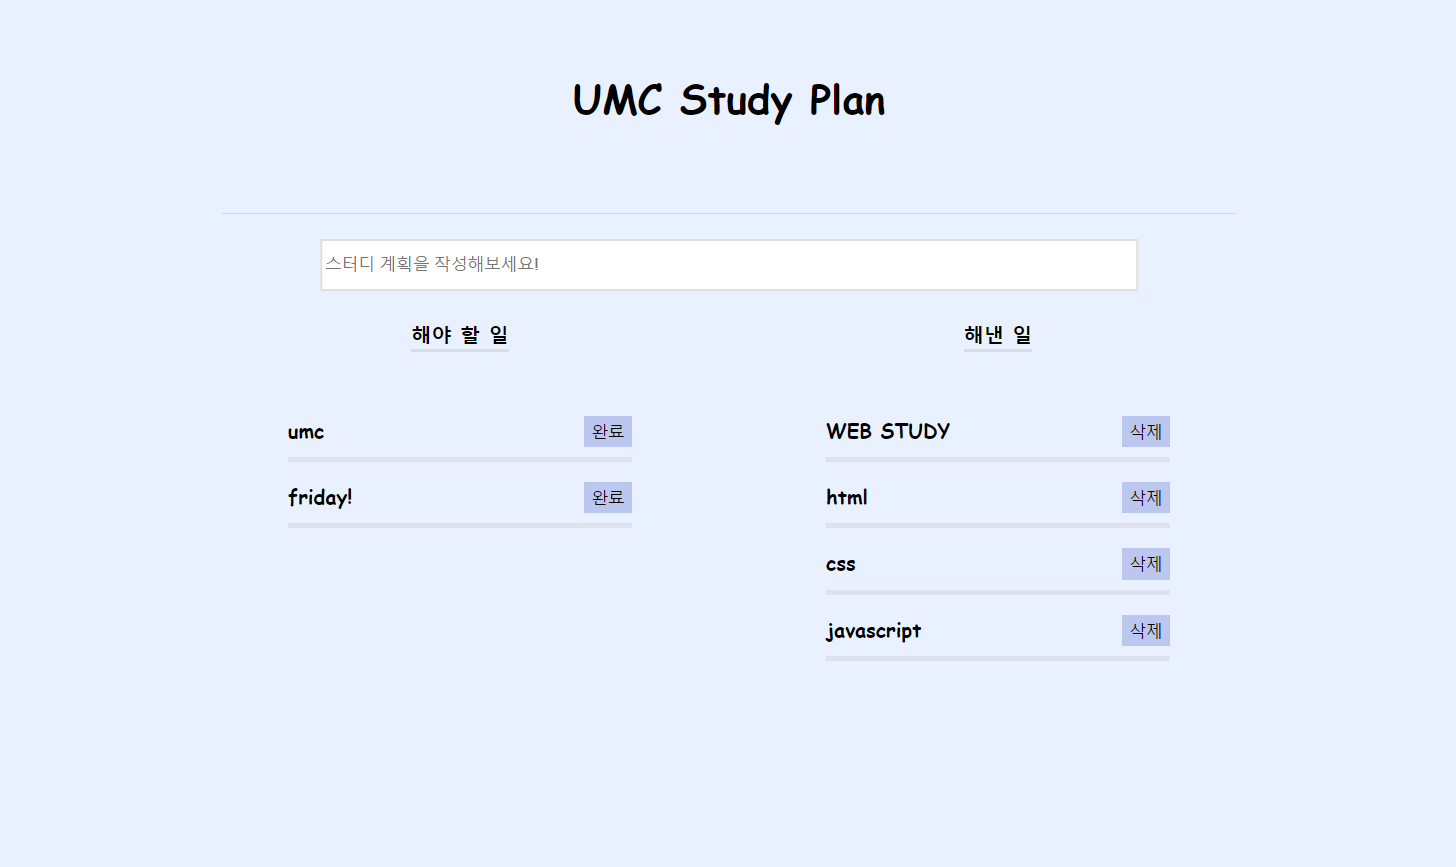 UMC Study Plan
스터디 계획을 작성해보세요!
해야 할 일
umc 완료
friday! 완료
해낸 일
WEB STUDY 삭제
html 삭제
css 삭제
javascript 삭제